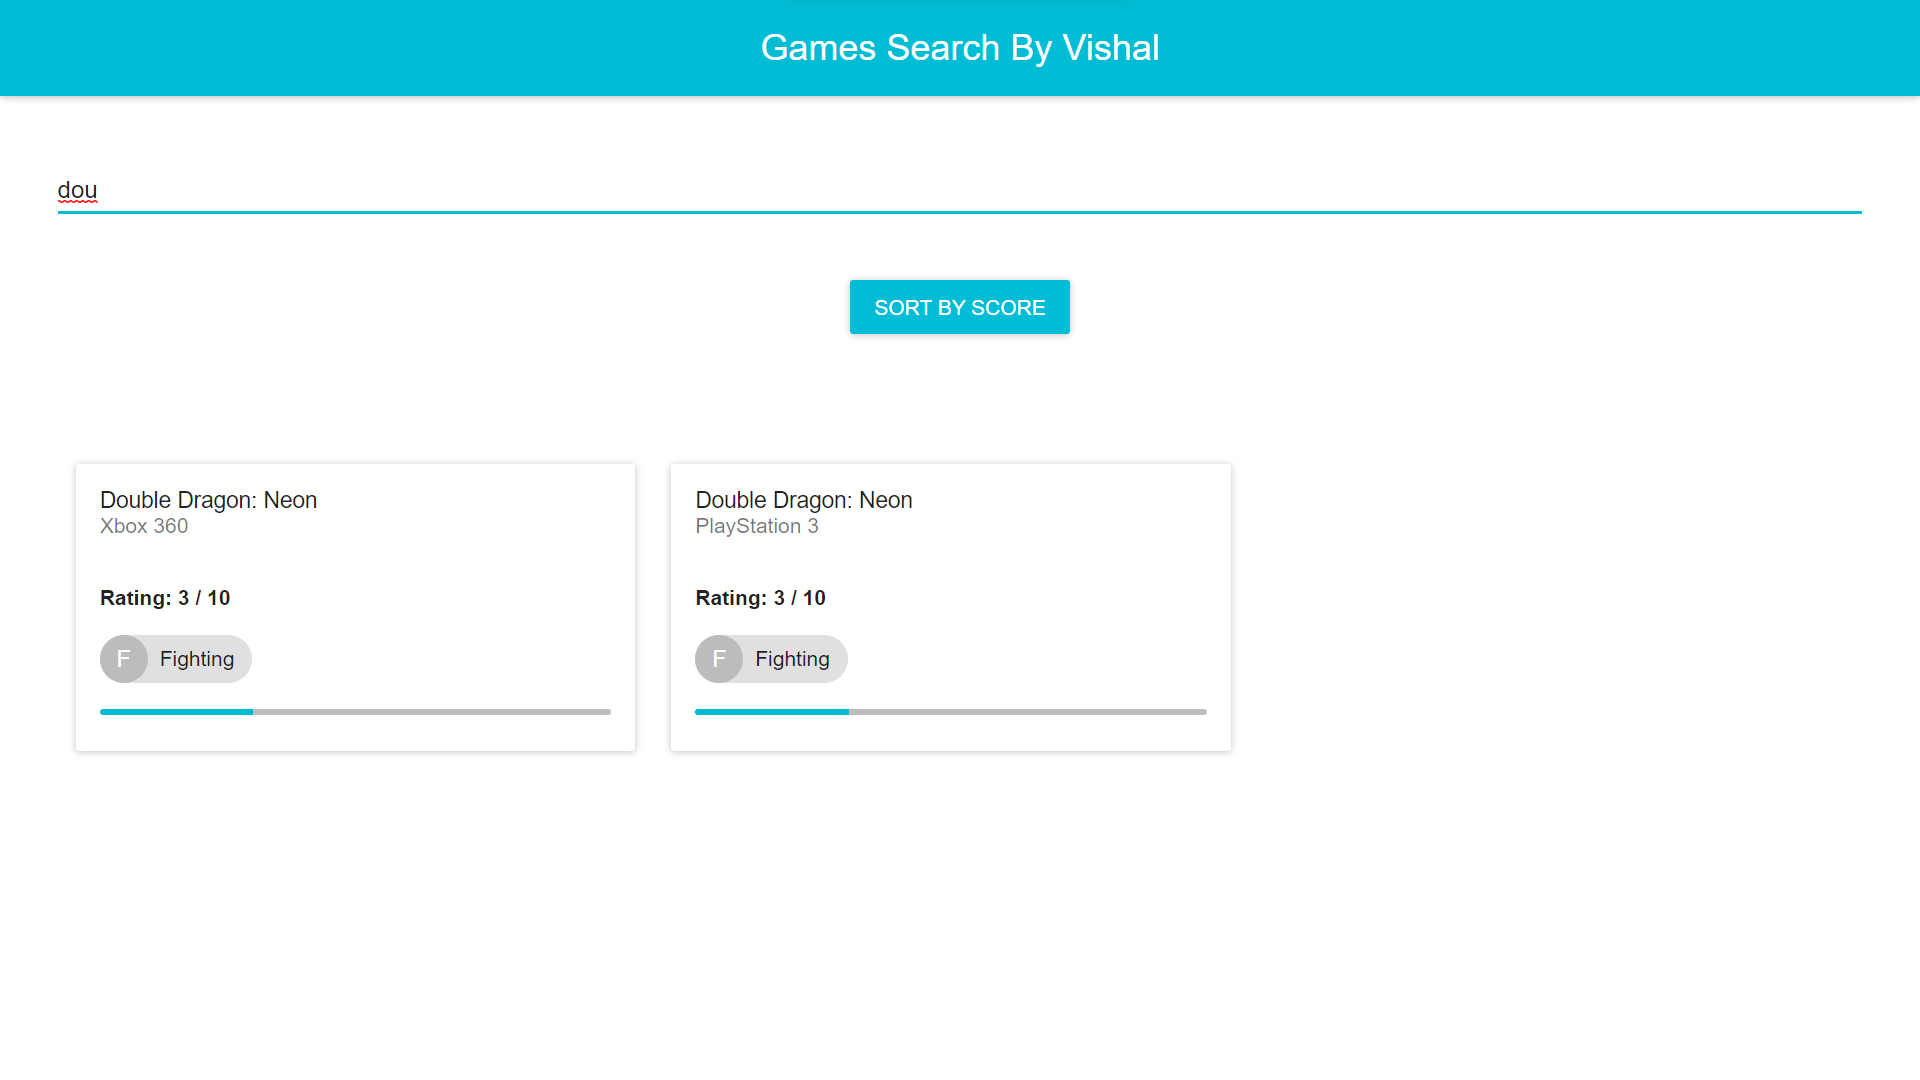 Games Search By Vishal
dou
SORT BY SCORE
Double Dragon: Neon
Xbox 360
Rating: 3 / 10
F Fighting
Double Dragon: Neon
PlayStation 3
Rating: 3 / 10
F Fighting